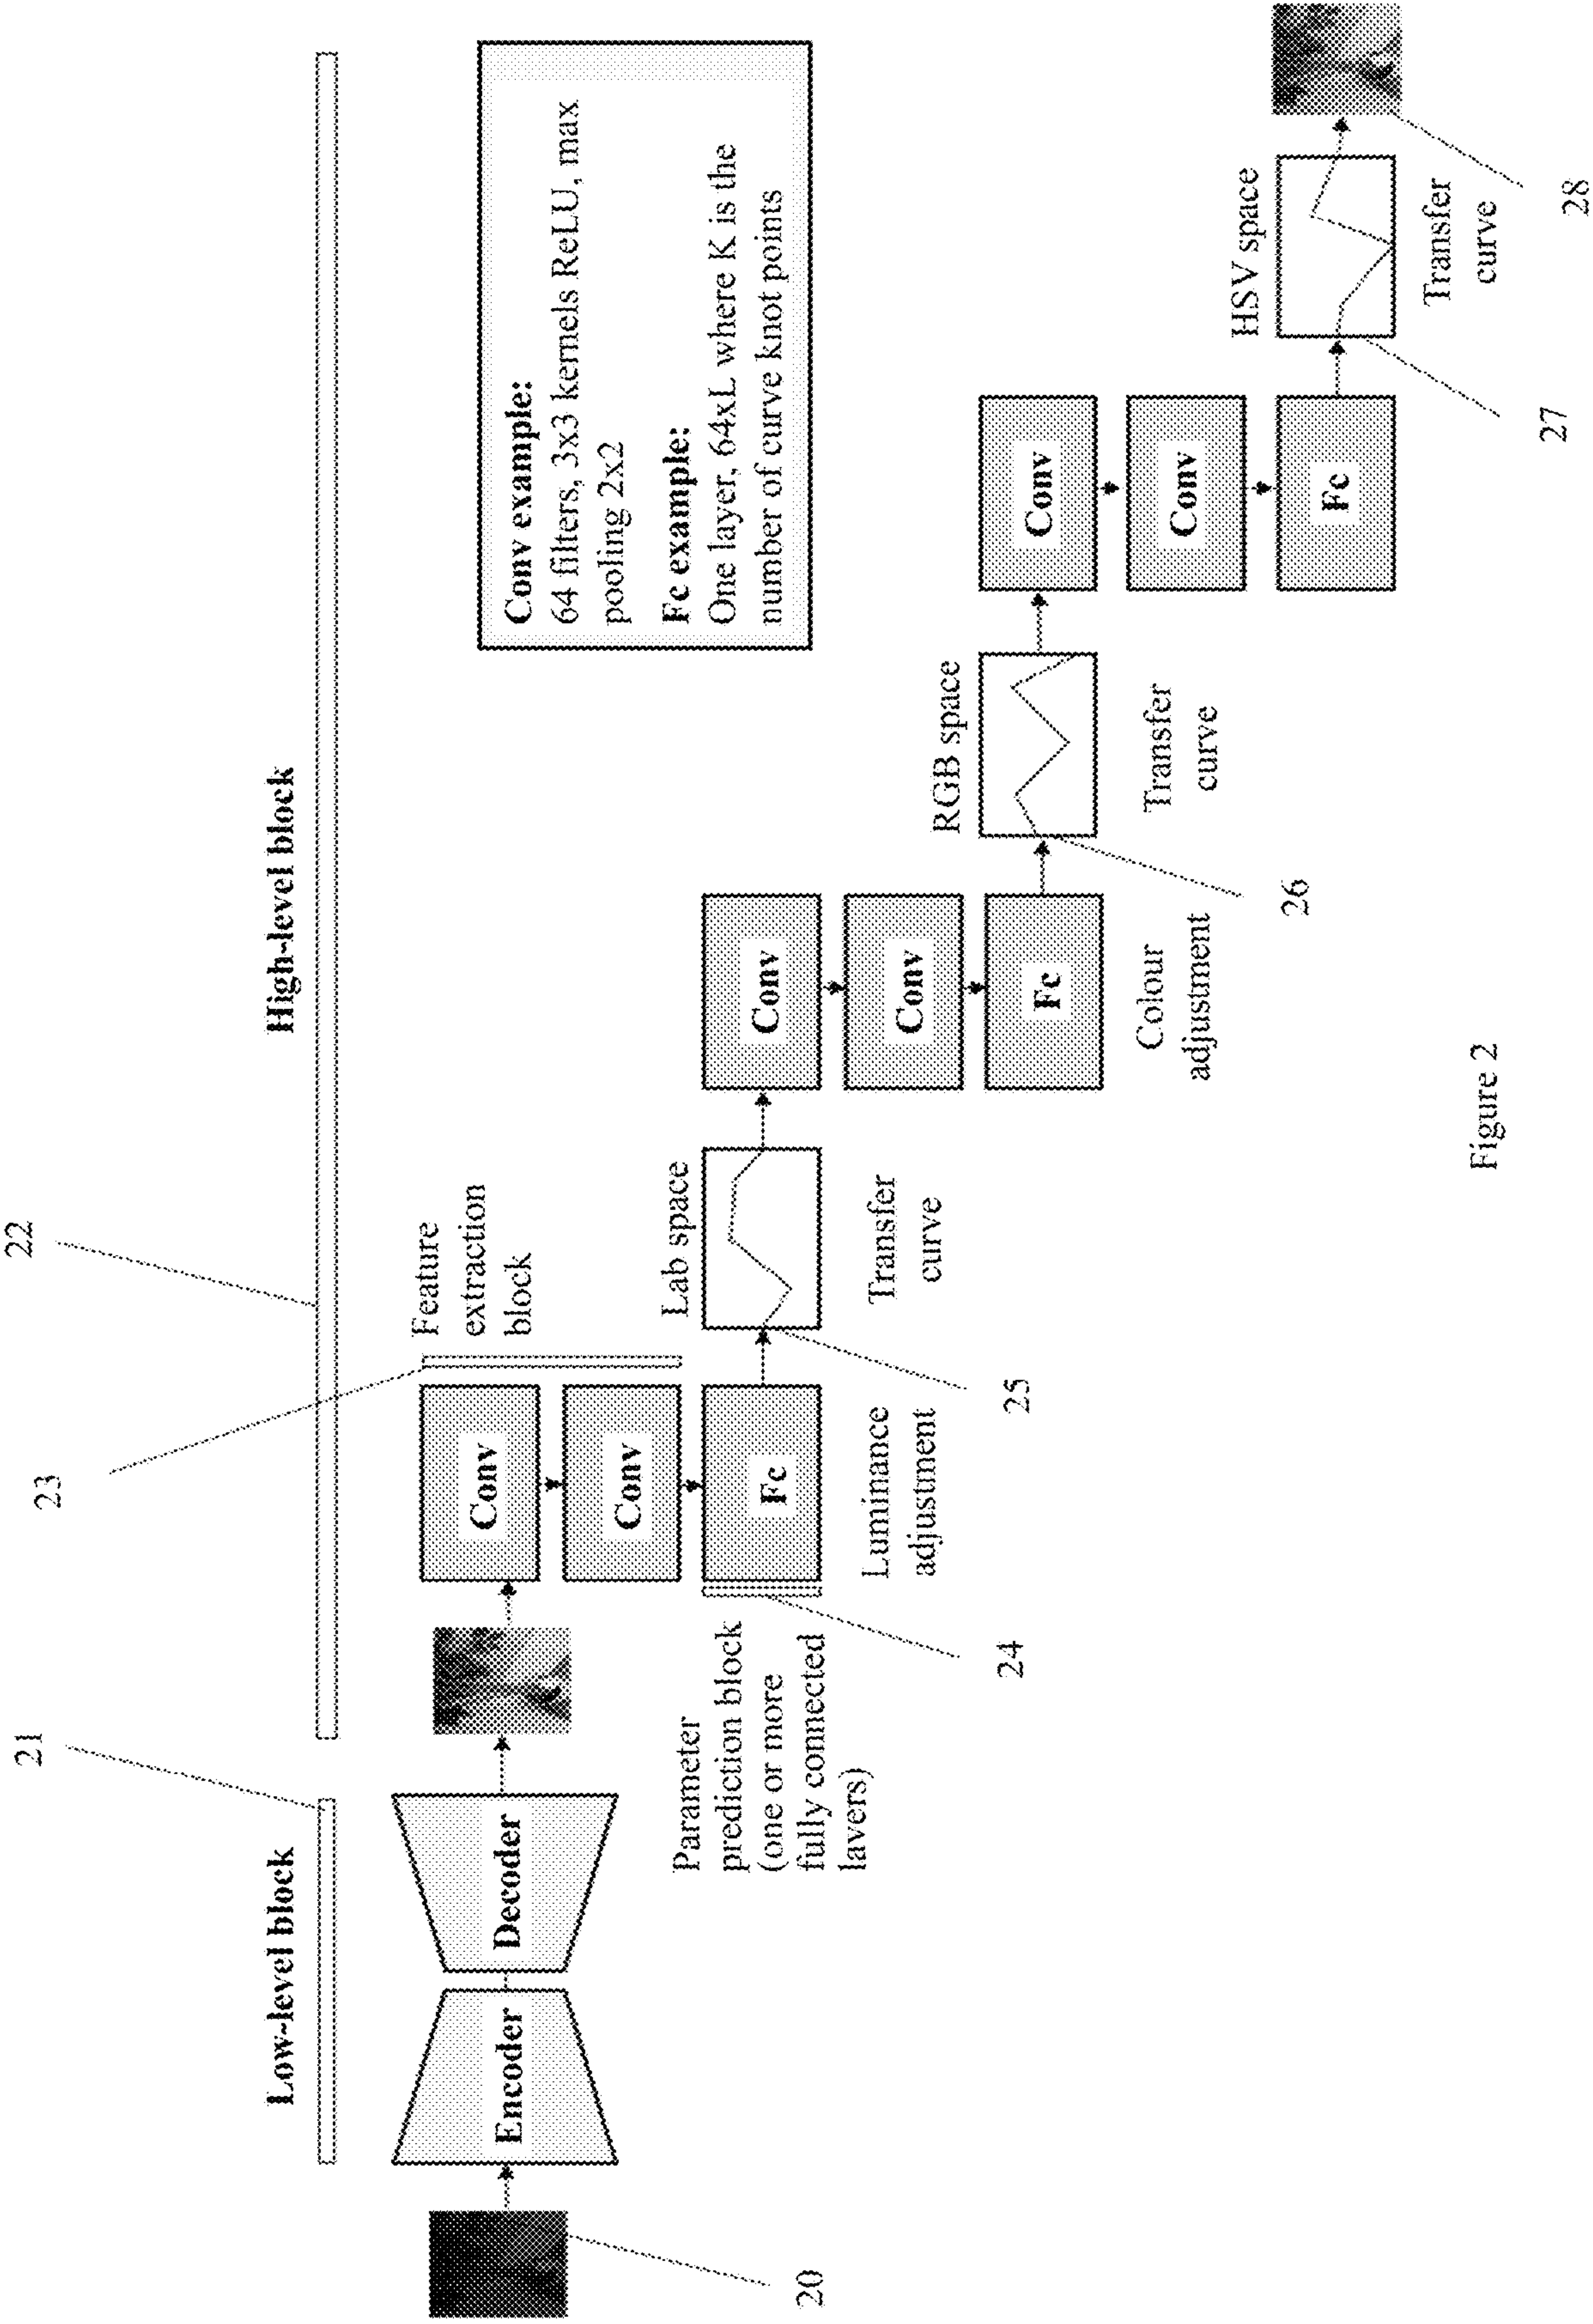 22
21
23
Low-level block
High-level block
Encoder
Decoder
Conv
Conv
Fc
Feature
extraction
block
Parameter
prediction block
(one or more
fully connected
lavers)
Luminance
adjustment
24
25
20
Lab space
Transfer
curve
Conv
Conv
Fc
Colour
adjustment
26
RGB space
Transfer
curve
Conv
Conv
Fc
HSV space
Transfer
curve
27
28
Conv example:
64 filters, 3x3 kernels ReLU, max
pooling 2x2
Fc example:
One layer, 64xL where K is the
number of curve knot points
Figure 2